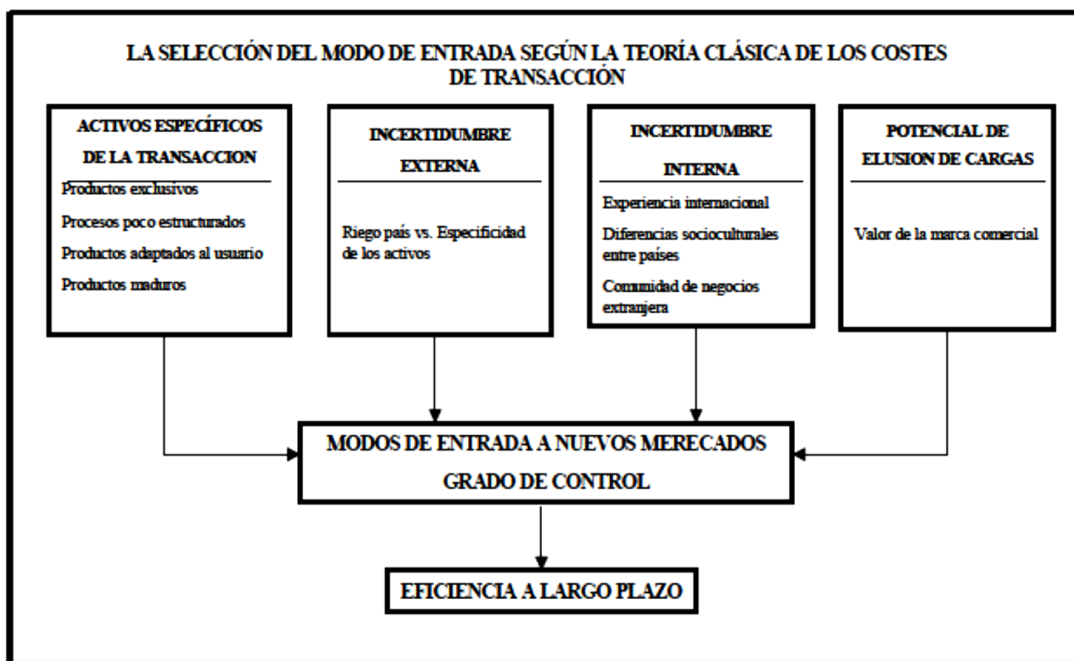 LA SELECCIÓN DEL MODO DE ENTRADA SEGÚN LA TEORÍA CLÁSICA DE LOS COSTES
DE TRANSACCIÓN
ACTIVOS ESPECÍFICOS
DE LA TRANSACCION
Productos exclusivos
Procesos poco estructurados
Productos adaptados al usuario
Productos maduros
INCERTIDUMBRE
EXTERNA
Riego país vs. Especificidad
de los activos
INCERTIDUMBRE
INTERNA
Experiencia internacional
Diferencias socioculturales
entre países
Comunidad de negocios
extranjera
POTENCIAL DE
ELUSION DE CARGAS
Valor de la marca comercial
MODOS DE ENTRADA A NUEVOS MERECADOS
GRADO DE CONTROL
EFICIENCIA A LARGO PLAZO